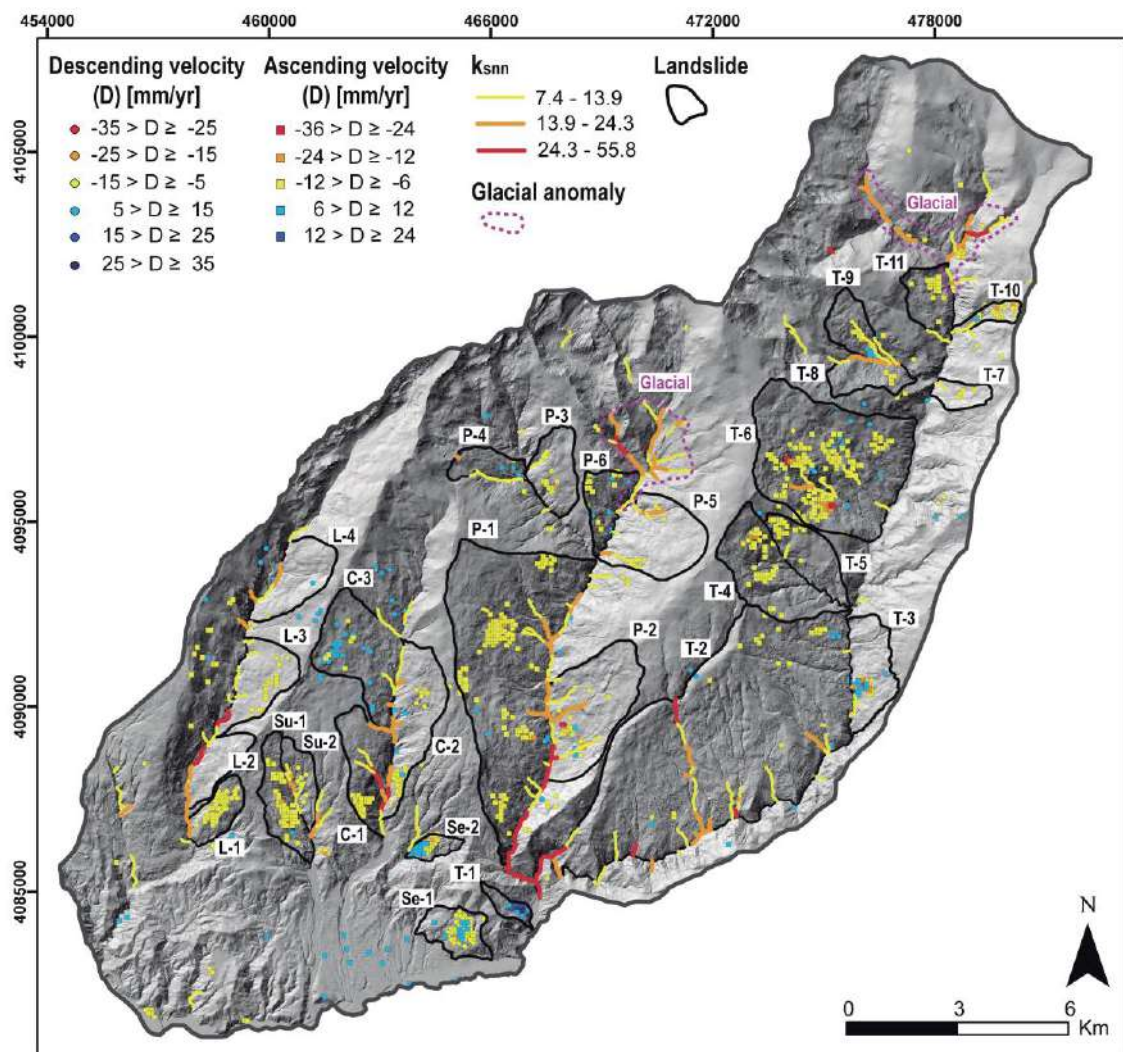 454000 460000 466000 472000 478000
Descending velocity
(D) [mm/yr]
-35 > D ≥ -25
-25 > D ≥ -15
-15 > D ≥ -5
5 > D ≥ 15
15 > D ≥ 25
25 > D ≥ 35
Ascending velocity
(D) [mm/yr]
-36 > D ≥ -24
-24 > D ≥ -12
-12 > D ≥ -6
6 > D ≥ 12
12 > D ≥ 24
ksnn
7.4 - 13.9
13.9 - 24.3
24.3 - 55.8
Glacial anomaly
Landslide
4105000
4100000
4095000
4090000
4085000
Glacial
T-11
T-9
T-10
T-8
T-7
Glacial
P-3
T-6
P-4
P-6
P-5
P-1
L-4
C-3
T-5
T-4
T-3
L-3
P-2
T-2
Su-1
Su-2
C-2
L-2
L-1
C-1
Se-2
T-1
Se-1
N
0 3 6
Km